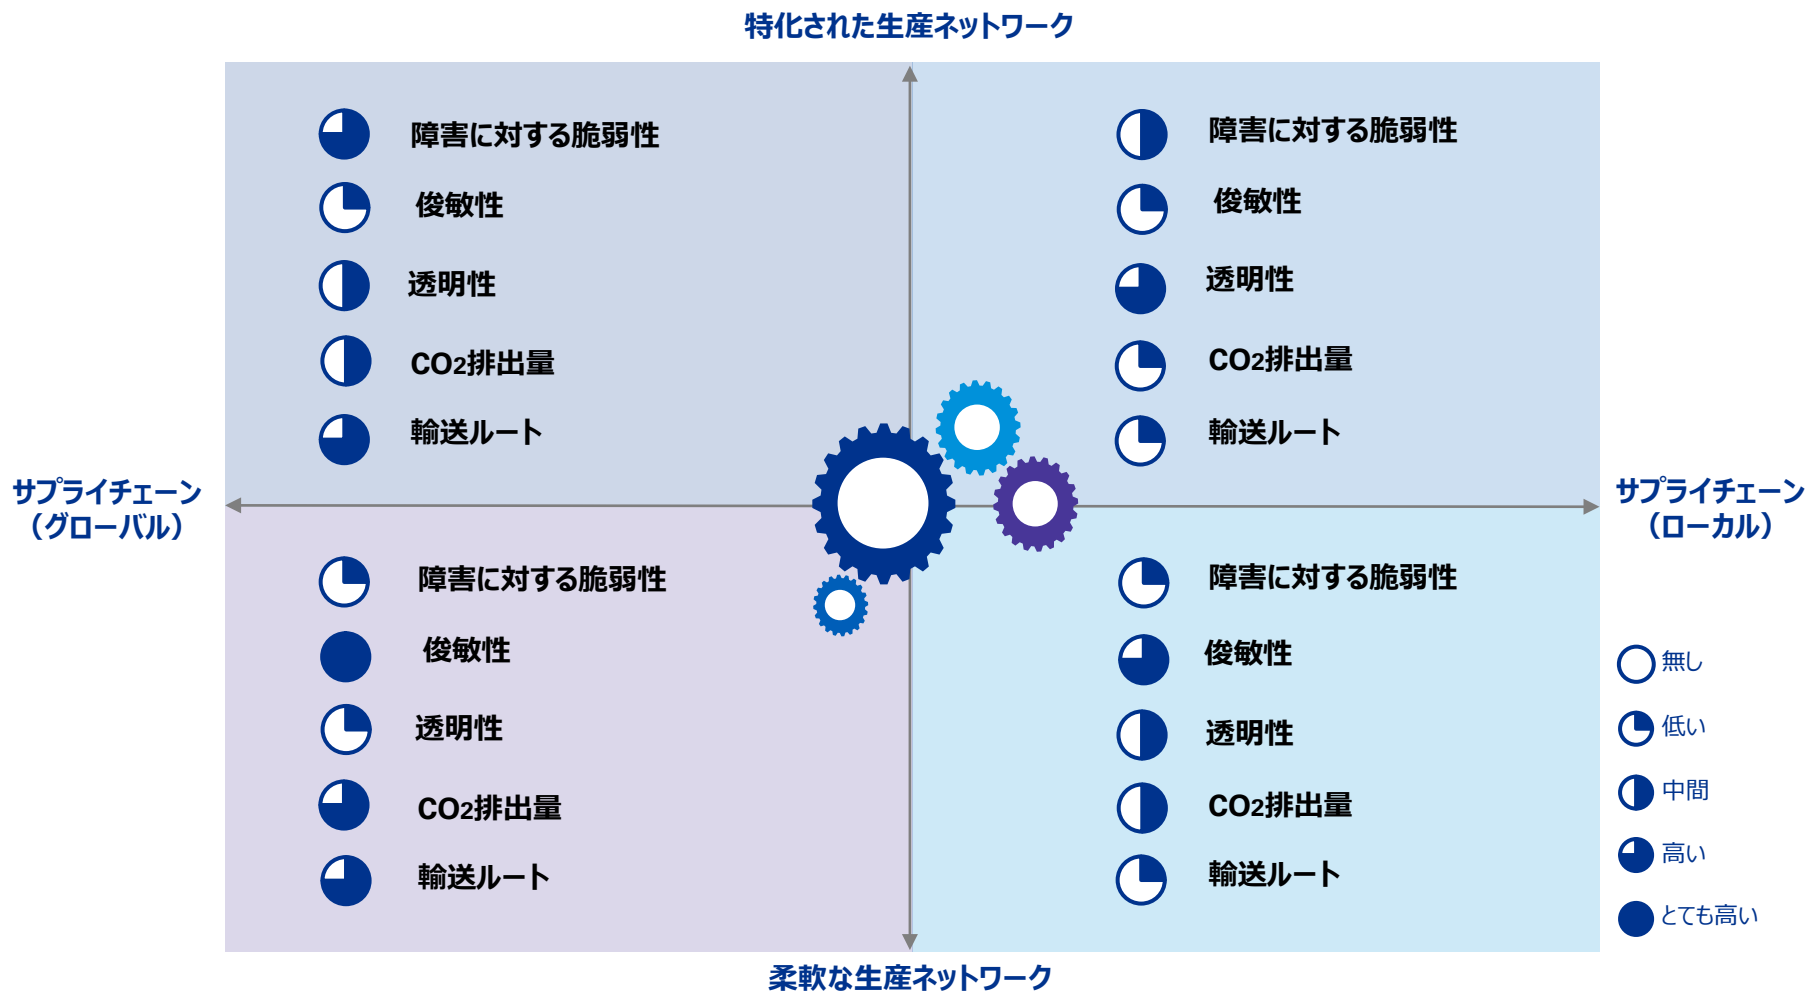 特化された生産ネットワーク
障害に対する脆弱性
俊敏性
透明性
CO2排出量
輸送ルート
障害に対する脆弱性
俊敏性
透明性
CO2排出量
輸送ルート
サプライチェーン
（グローバル）
サプライチェーン
（ローカル）
障害に対する脆弱性
俊敏性
透明性
CO2排出量
輸送ルート
障害に対する脆弱性
俊敏性
透明性
CO2排出量
輸送ルート
無し
低い
中間
高い
とても高い
柔軟な生産ネットワーク